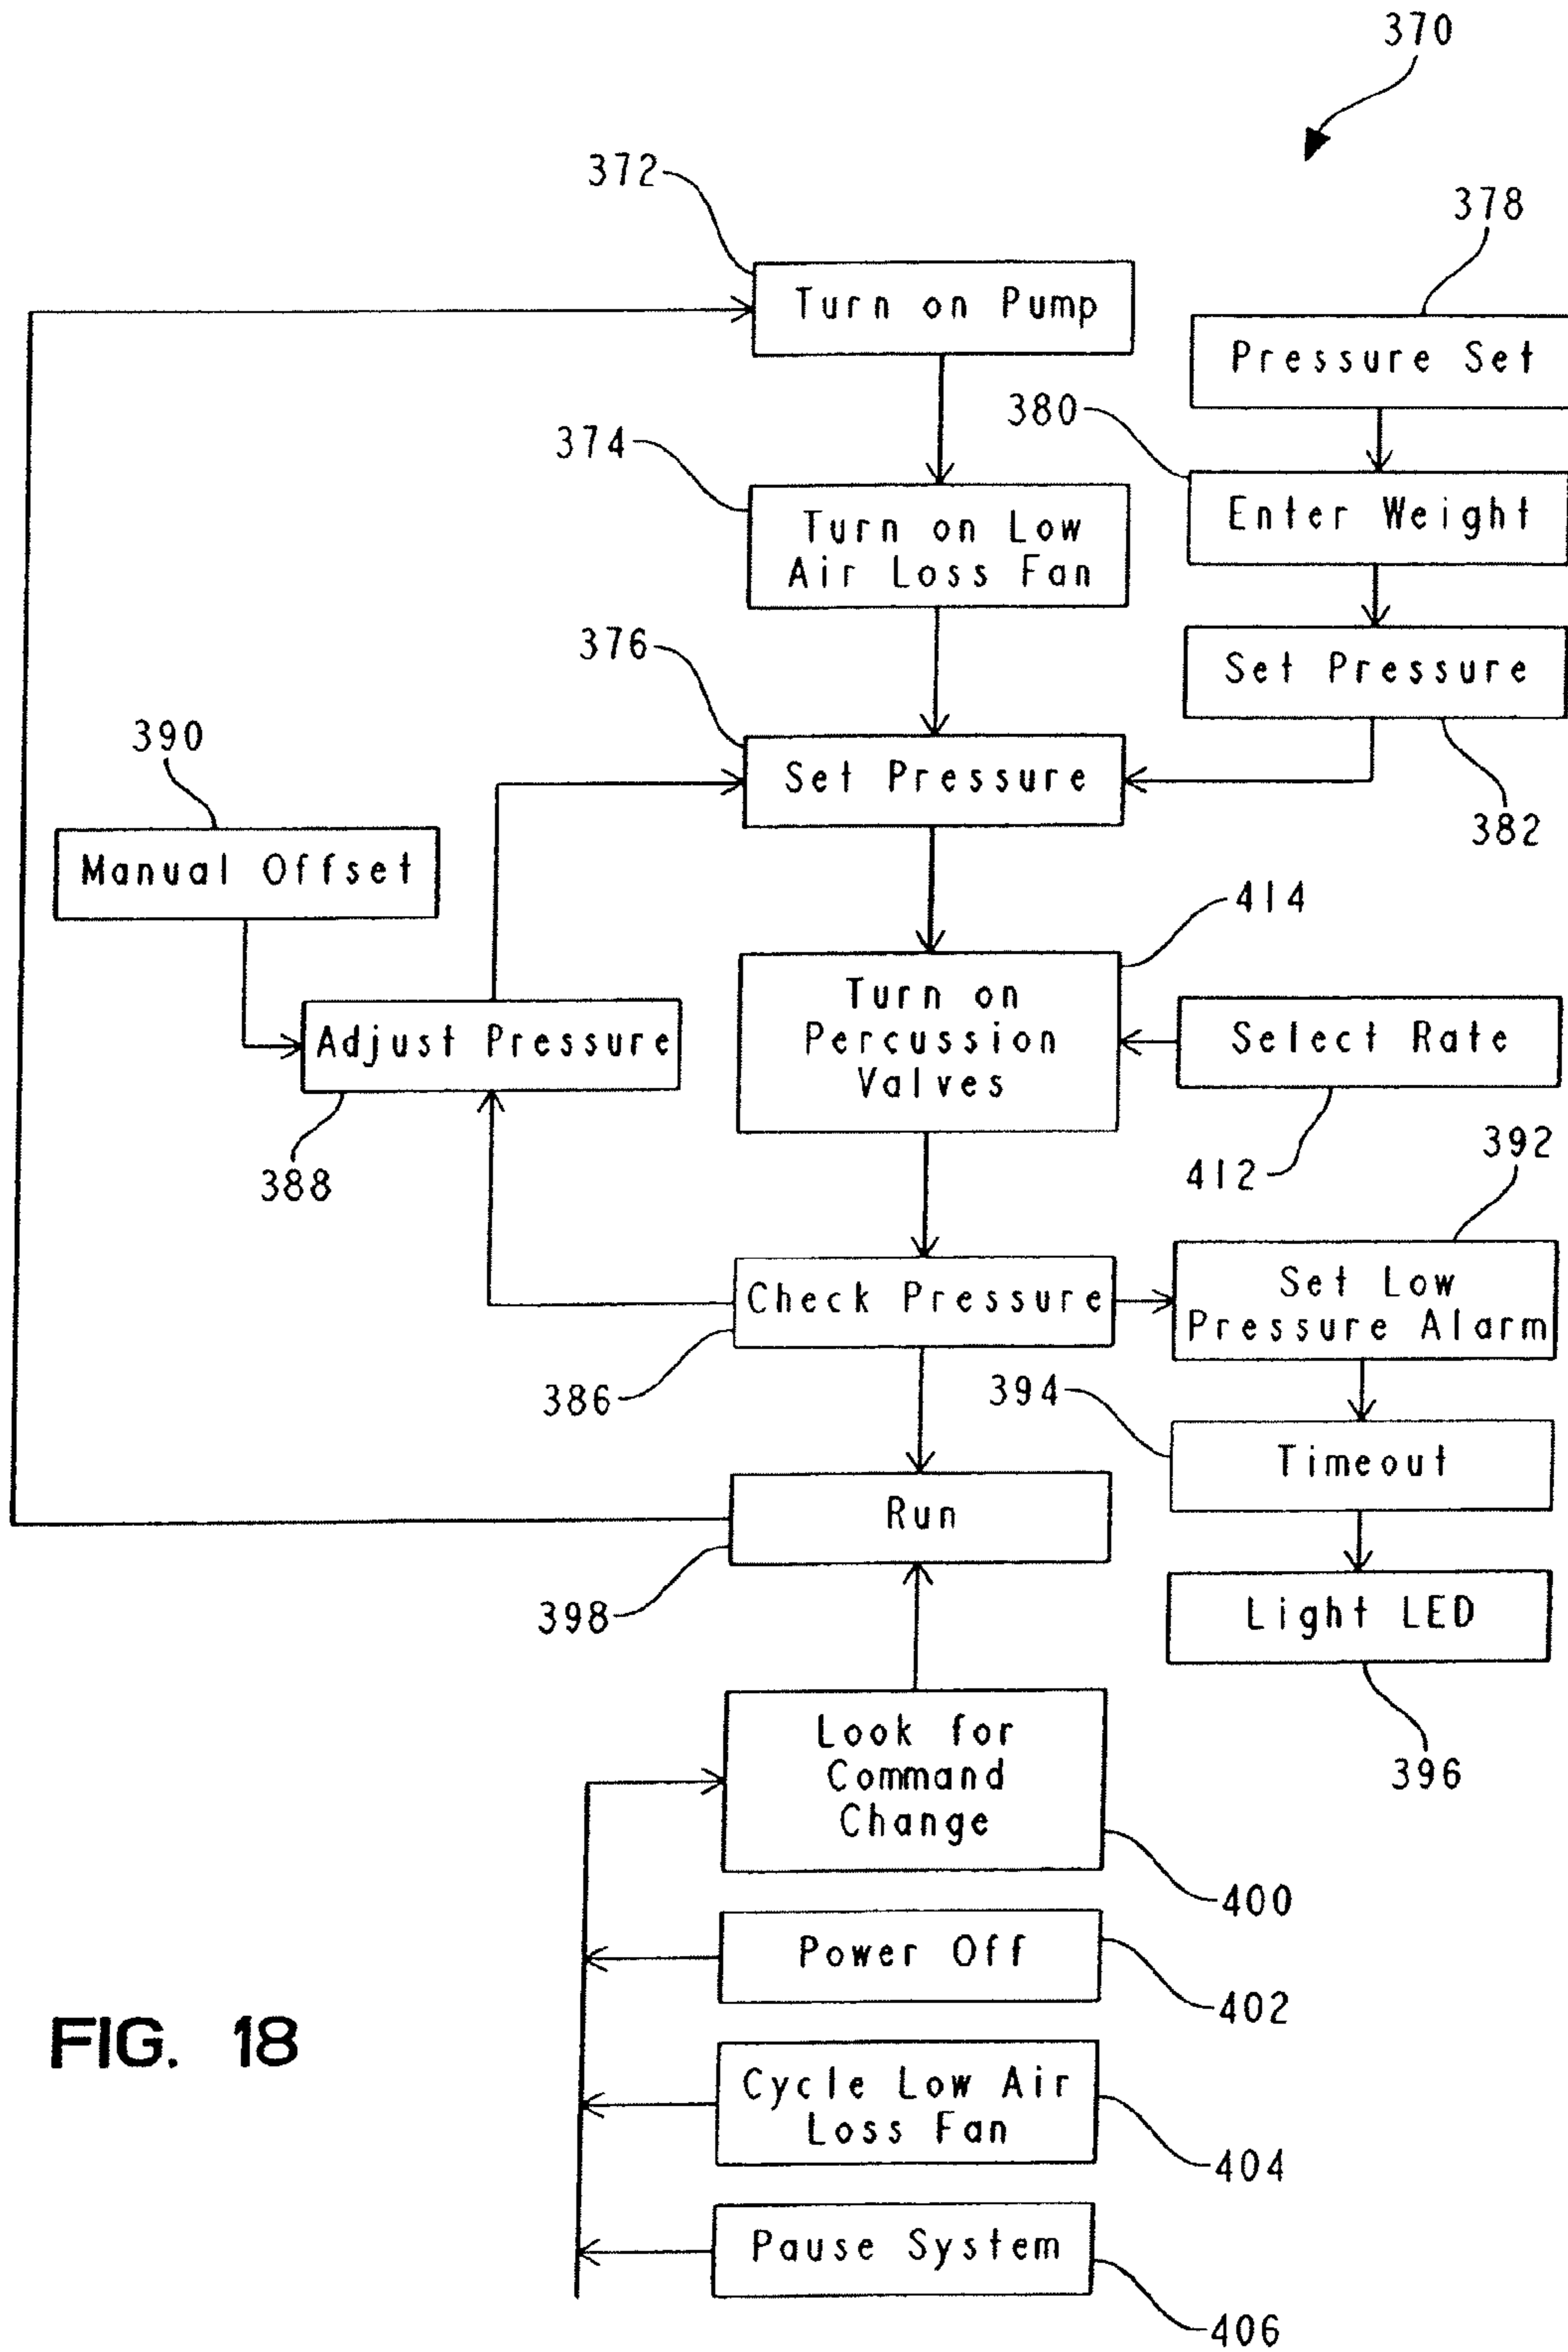 370
372
378
Turn on Pump
Pressure Set
380
374
Turn on Low
Air Loss Fan
Enter Weight
376
Set Pressure
390
Set Pressure
382
Manual Offset
414
Turn on
Percussion
Valves
Adjust Pressure
Select Rate
388
412
392
Check Pressure
Set Low
Pressure Alarm
386
394
Timeout
Run
398
Light LED
Look for
Command
Change
396
400
Power Off
402
FIG. 18
Cycle Low Air
Loss Fan
404
Pause System
406